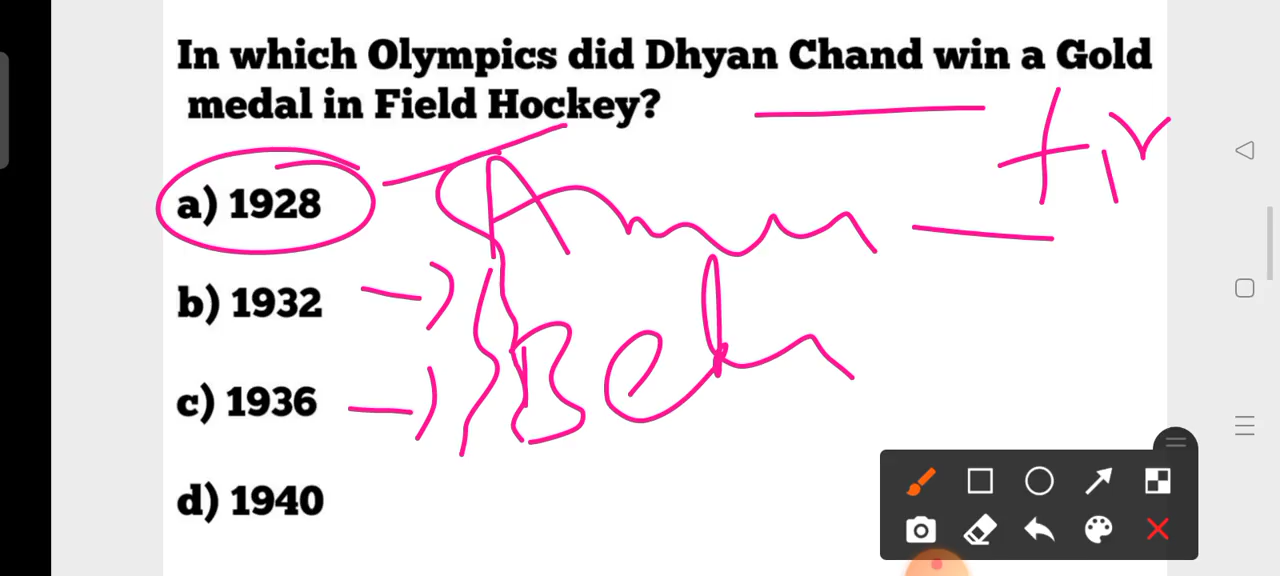 In which Olympics did Dhyan Chand win a Gold
medal in Field Hockey?
a) 1928
b) 1932
c) 1936
d) 1940